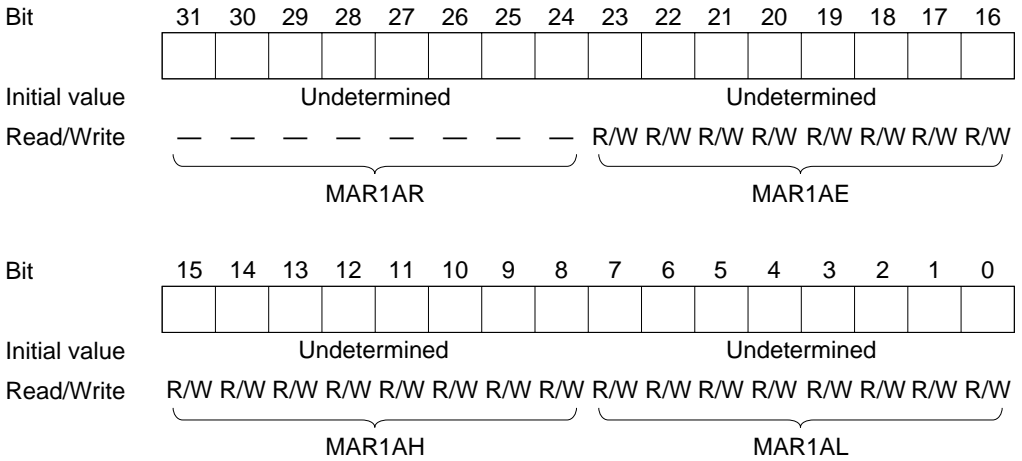 Bit 31 30 29 28 27 26 25 24 23 22 21 20 19 18 17 16
Initial value Undetermined Undetermined
Read/Write — — — — — — — — R/W R/W R/W R/W R/W R/W R/W R/W
MAR1AR MAR1AE
Bit 15 14 13 12 11 10 9 8 7 6 5 4 3 2 1 0
Initial value Undetermined Undetermined
Read/Write R/W R/W R/W R/W R/W R/W R/W R/W R/W R/W R/W R/W R/W R/W R/W R/W
MAR1AH MAR1AL